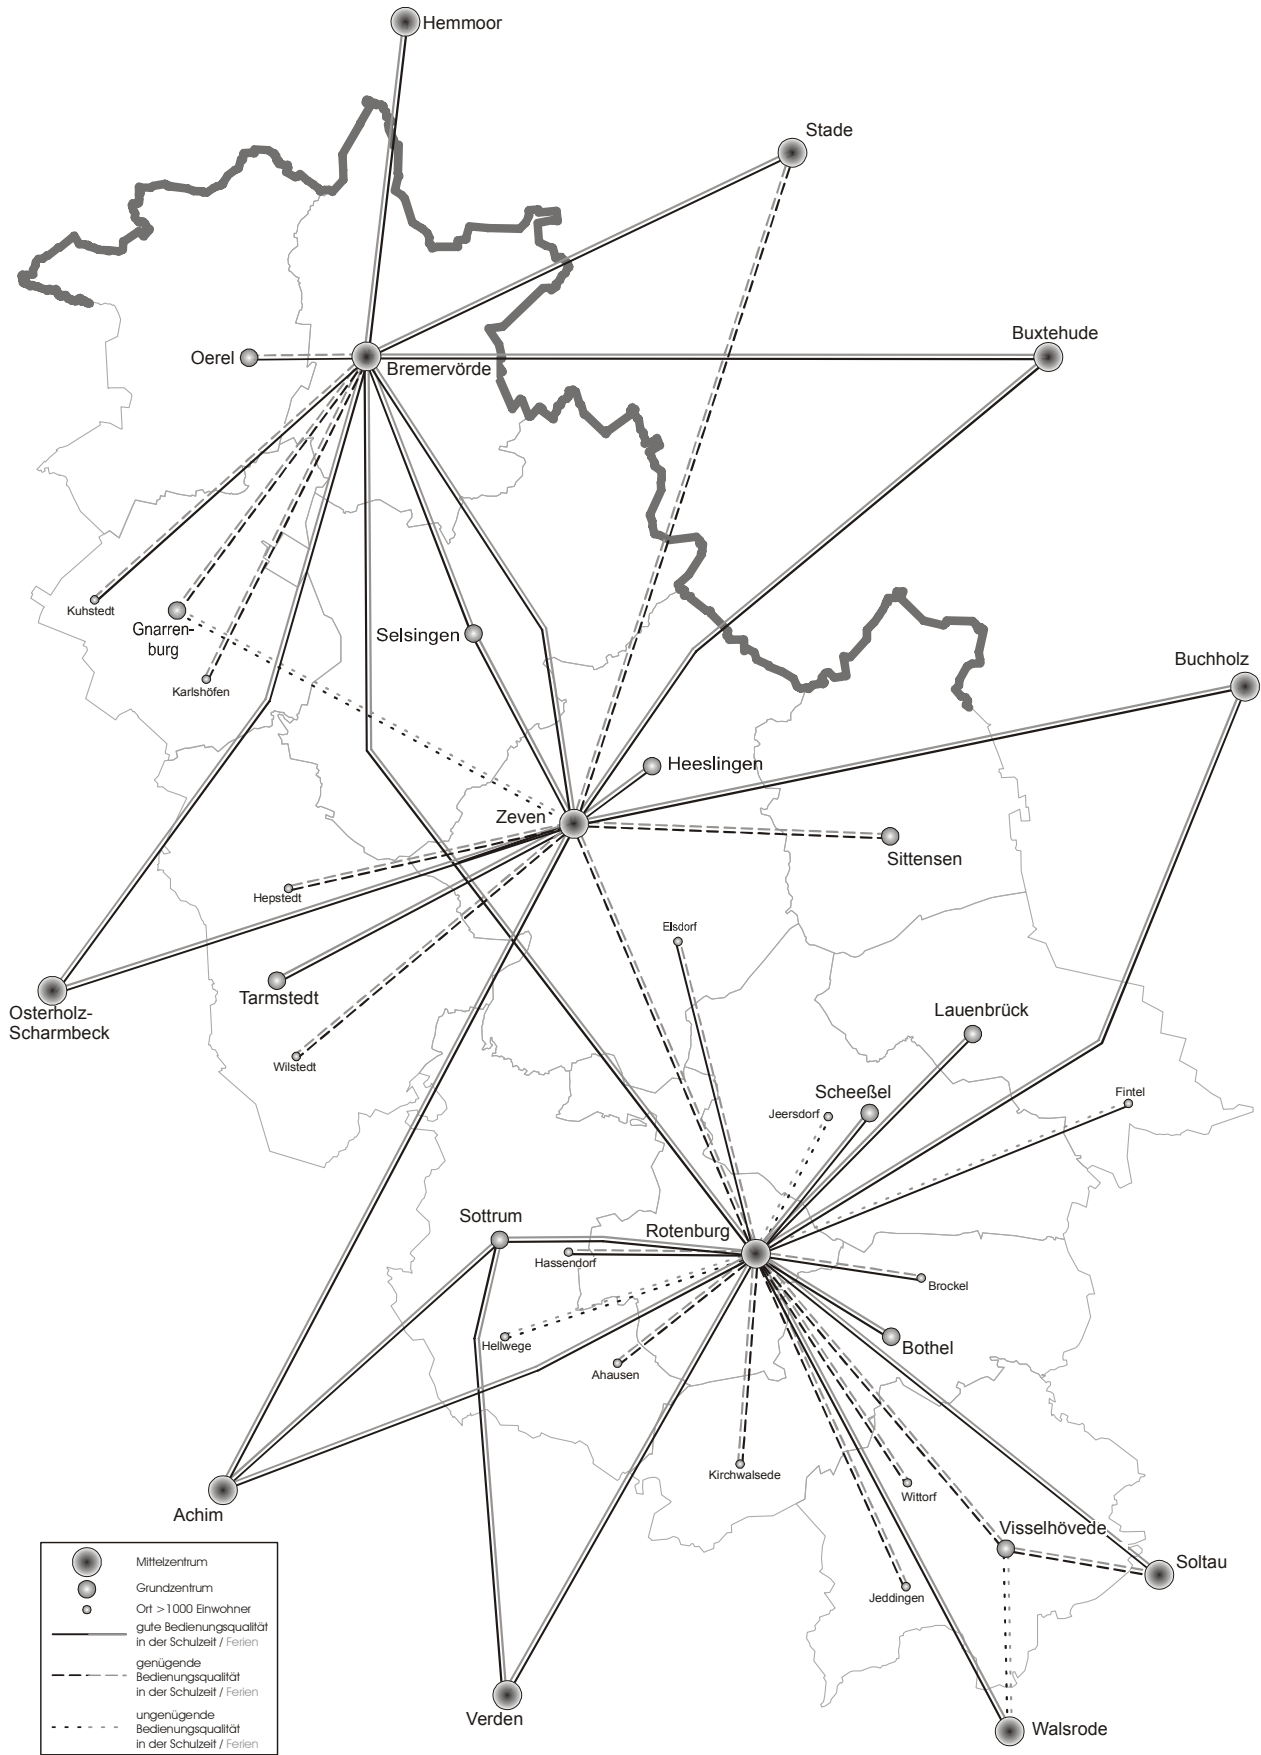 Hemmoor
Stade
Buxtehude
Oerel
Bremervörde
Kuhstedt
Gnarren-
burg
Selsingen
Karlshöfen
Buchholz
Heeslingen
Zeven
Sittensen
Hepstedt
Elsdorf
Tarmstedt
Osterholz-
Scharmbeck
Lauenbrück
Wilstedt
Scheeßel
Jeersdorf
Fintel
Sottrum
Rotenburg
Hassendorf
Brockel
Hellwege
Bothel
Ahausen
Kirchwalsede
Wittorf
Achim
Visselhövede
Soltau
Jeddingen
Verden
Walsrode
Mittelzentrum
Grundzentrum
Ort >1000 Einwohner
gute Bedienungsqualität
in der Schulzeit / Ferien
genügende
Bedienungsqualität
in der Schulzeit / Ferien
ungenügende
Bedienungsqualität
in der Schulzeit / Ferien